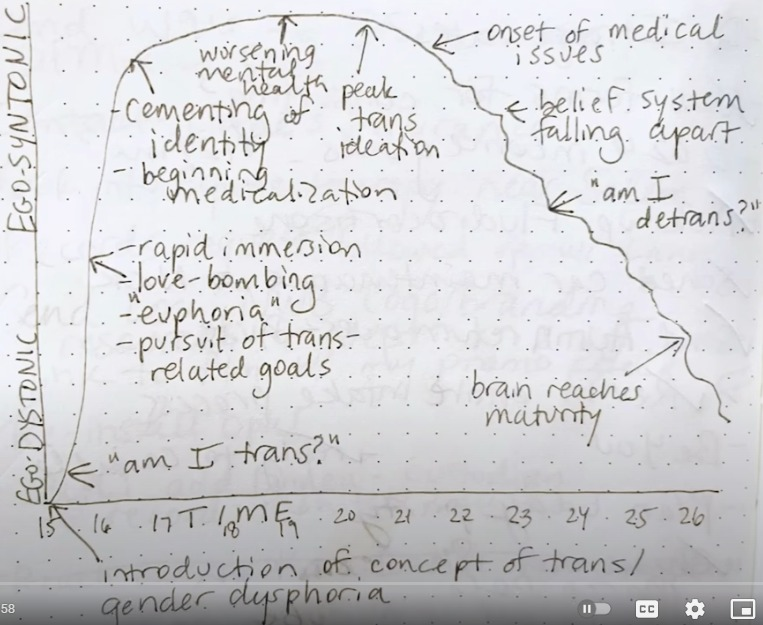 EGO-SYNTONIC
EGO-DYSTONIC
onset of medical
issues
worsening
mental
health
peak
trans
ideation
belief system
falling apart
-Cementing of
identity
-beginning
medicalization
"am I
detrans?"
-rapid immersion
-love-bombing
-"euphoria"
-pursuit of trans-
related goals
brain reaches
maturity
"am I trans?"
15 16 17 18 19 20 21 22 23 24 25 26
TIME
introduction of concept of trans/
gender dysphoria
58
CC